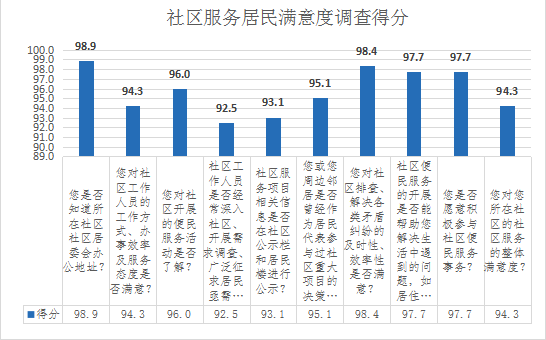 社区服务居民满意度调查得分
100.0
99.0
98.0
97.0
96.0
95.0
94.0
93.0
92.0
91.0
90.0
89.0
98.9
94.3
96.0
92.5
93.1
95.1
98.4
97.7
97.7
94.3
您是否
知道所
在社区
社区居
委会办
公地址?
您对社
区工作
人员的
工作方
式、办
事效率
及服务
态度是
否满意?
您对社
区开展
的便民
服务活
动是否
了解?
社区工
作人员
是否经
常深入
社区、
开展需
求调查、
广泛征
求居民
亟需…
社区服
务项目
相关信
息是否
在社区
公示栏
和居民
楼进行
公示?
您或您
周边邻
居是否
曾经作
为居民
代表参
与过社
区重大
项目的
决策…
您对社
区排查、
解决各
类矛盾
纠纷的
及时性、
效率性
是否满
意?
社区便
民服务
的开展
是否能
帮助您
解决生
活中遇
到的问
题,如
居住…
您是否
愿意积
极参与
社区便
民服务
事务?
您对您
所在社
区的社
区服务
的整体
满意度?
得分 98.9 94.3 96.0 92.5 93.1 95.1 98.4 97.7 97.7 94.3